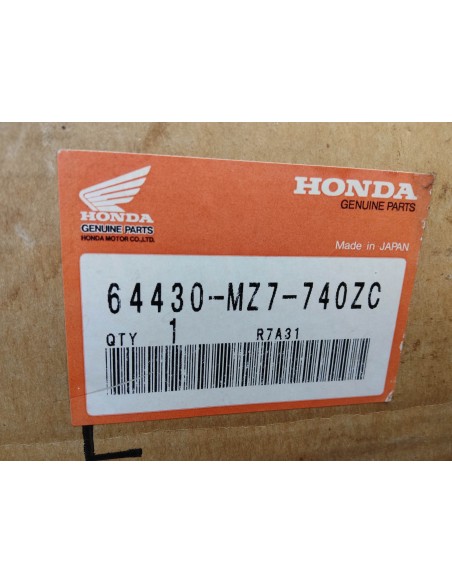 HONDA
GENUINE PARTS
HONDA MOTOR CO.,LTD.
HONDA
GENUINE PARTS
Made in JAPAN
64430-MZ7-740ZC
QTY 1 R7A31
L